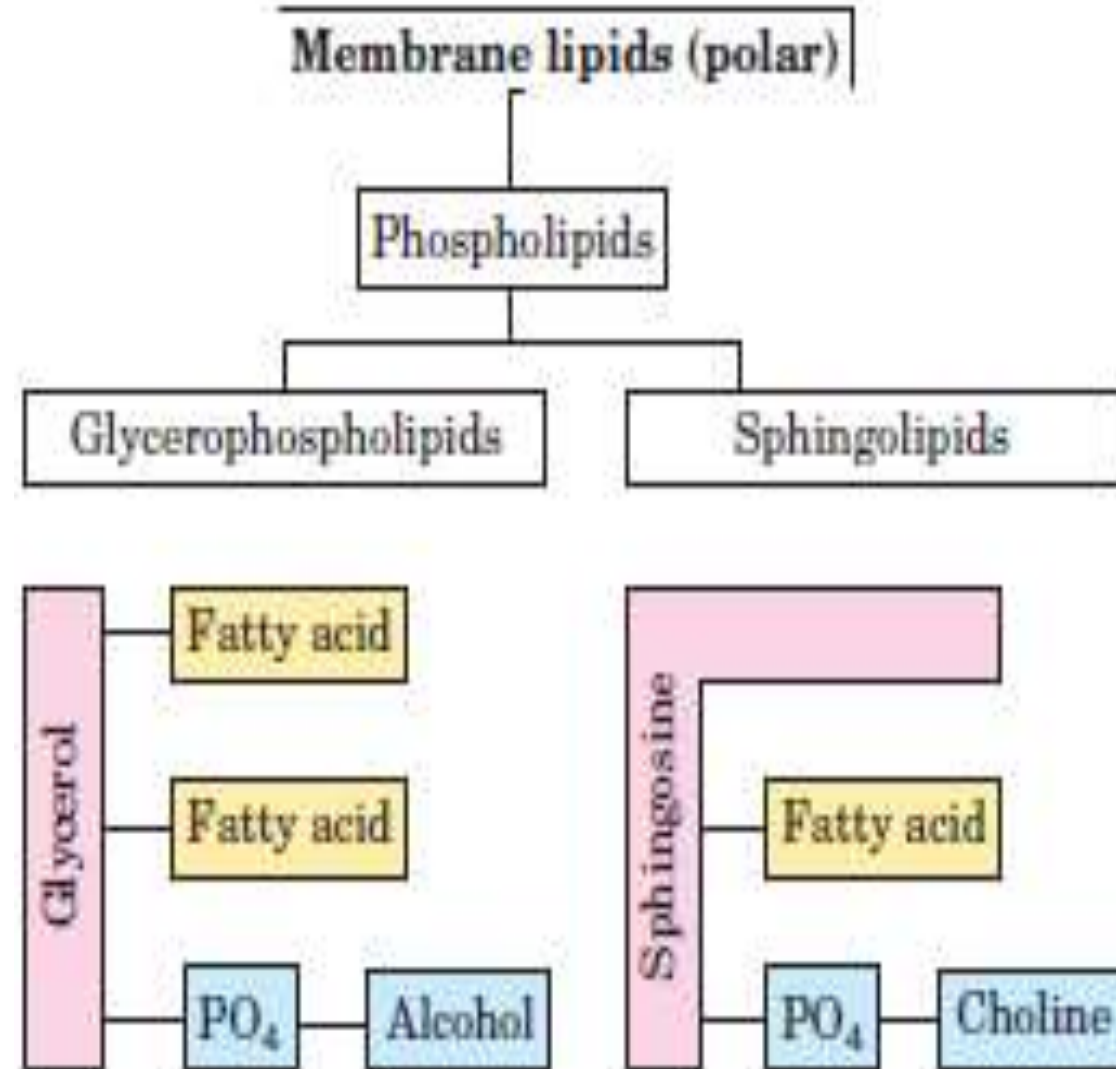 Membrane lipids (polar)
Phospholipids
Glycerophospholipids
Sphingolipids
Glycerol
Fatty acid
Fatty acid
PO₄
Alcohol
Sphingosine
Fatty acid
PO₄
Choline